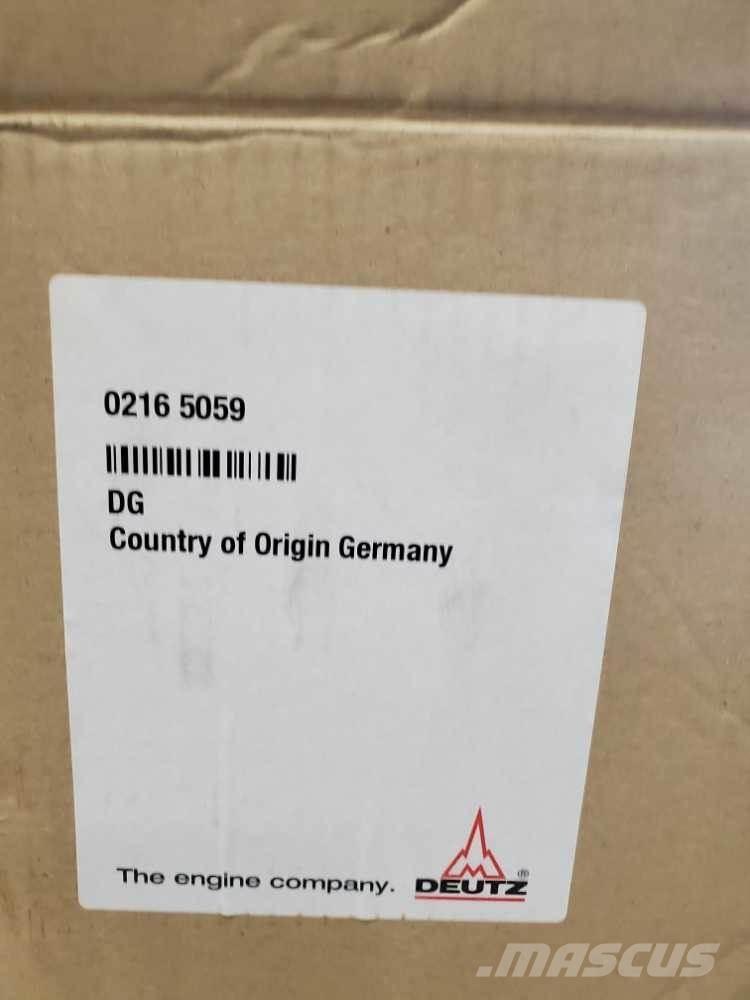 0216 5059
DG
Country of Origin Germany
The engine company. DEUTZ ®
.MASCUS